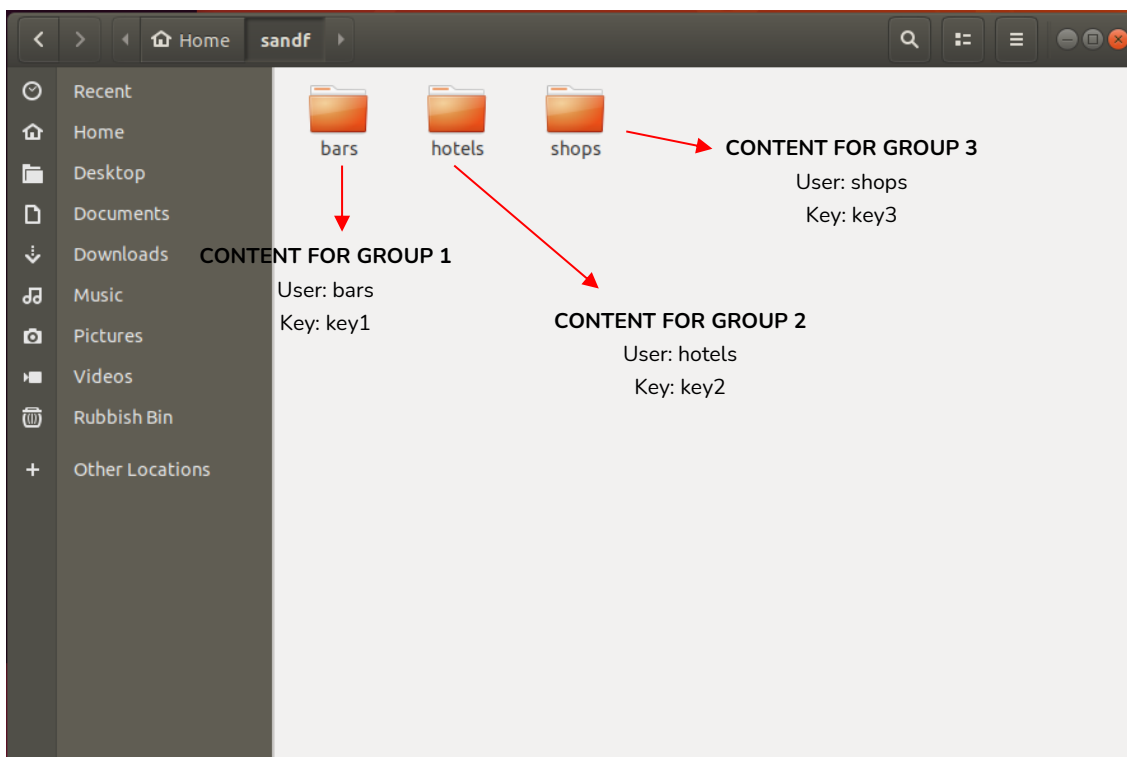 Home sandf
Recent
Home
Desktop
Documents
Downloads
Music
Pictures
Videos
Rubbish Bin
Other Locations
bars hotels shops
CONTENT FOR GROUP 3
User: shops
Key: key3
CONTENT FOR GROUP 1
User: bars
Key: key1
CONTENT FOR GROUP 2
User: hotels
Key: key2